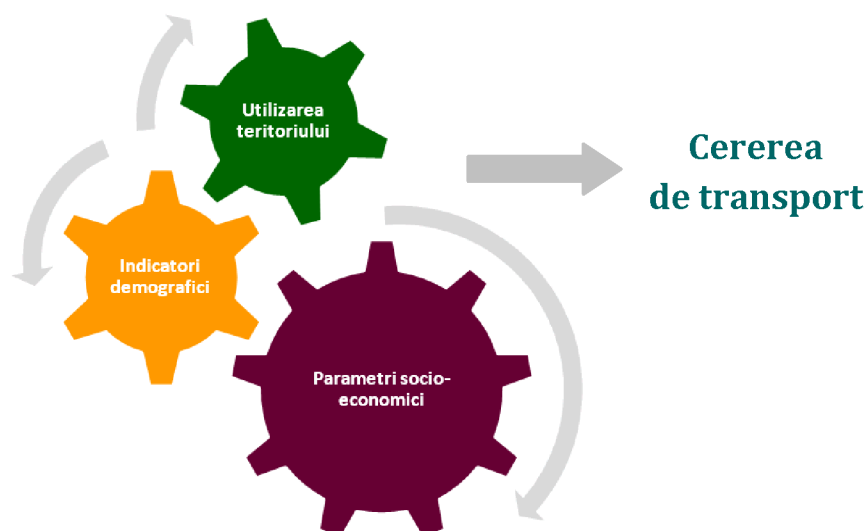 Utilizarea
teritoriului
Cererea
de transport
Indicatori
demografici
Parametri socio-
economici